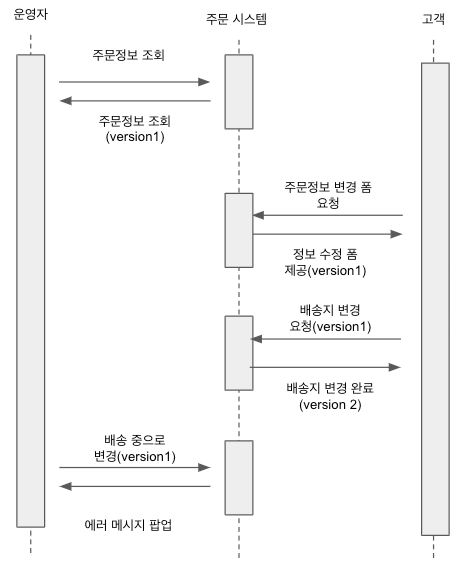 운영자
주문 시스템
고객
주문정보 조회
주문정보 조회
(version1)
주문정보 변경 폼
요청
정보 수정 폼
제공(version1)
배송지 변경
요청(version1)
배송지 변경 완료
(version 2)
배송 중으로
변경(version1)
에러 메시지 팝업